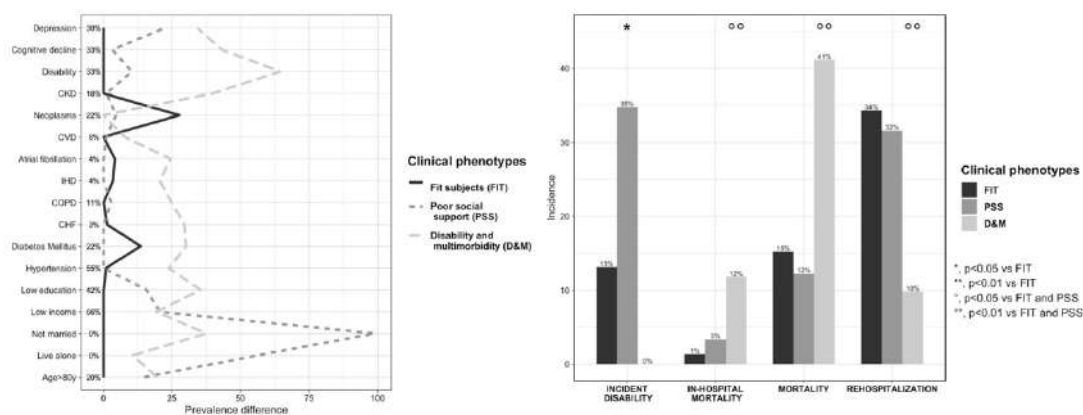 Depression 38%
Cognitive decline 33%
Disability 33%
CKD 18%
Neoplasms 22%
CVD 8%
Atrial fibrillation 4%
IHD 4%
COPD 11%
CHF
Diabetes Mellitus 22%
Hypertension 55%
Low education 42%
Low income 66%
Not married 0%
Live alone 0%
Age>80y 20%
0 25 50 75 100
Prevalence difference
Clinical phenotypes
Fit subjects (FIT)
Poor social
support (PSS)
Disability and
multimorbidity (D&M)
* °° °° °°
Incidence
40
30
20
10
0
13% 35% 0%
1% 3% 12%
15% 12% 41%
34% 32% 10%
INCIDENT
DISABILITY
IN-HOSPITAL
MORTALITY
MORTALITY
REHOSPITALIZATION
Clinical phenotypes
FIT
PSS
D&M
*, p<0.05 vs FIT
**, p<0.01 vs FIT
°, p<0.05 vs FIT and PSS
°°, p<0.01 vs FIT and PSS